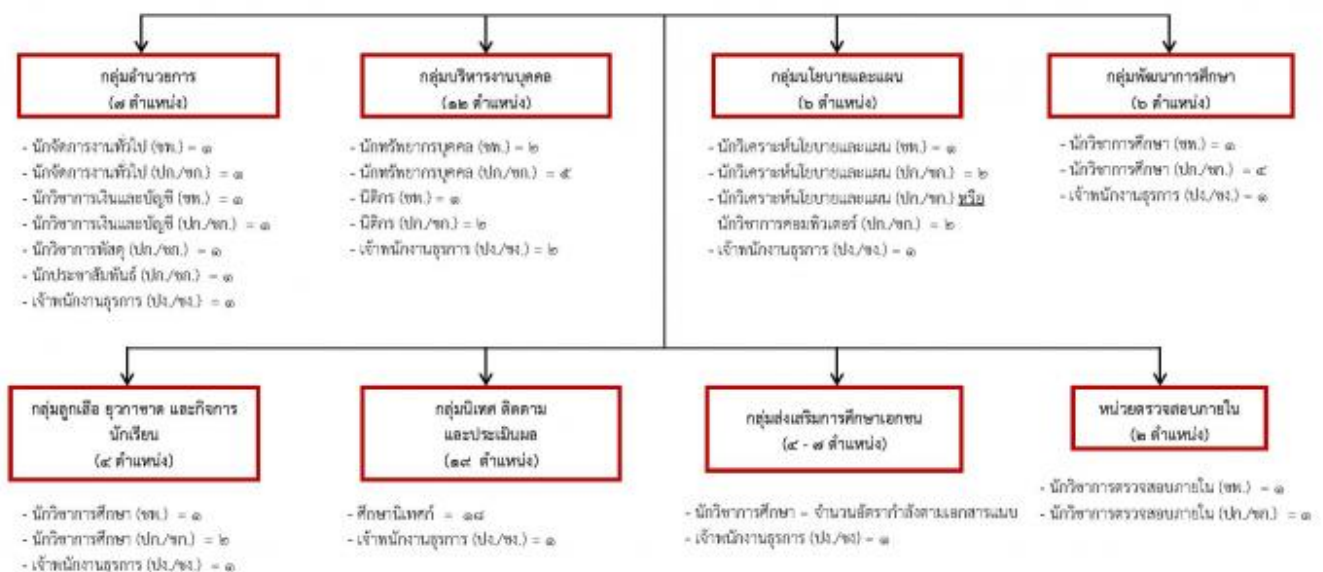 กลุ่มอำนวยการ
(๗ ตำแหน่ง)
- นักจัดการงานทั่วไป (ชพ.) = ๑
- นักจัดการงานทั่วไป (ปก./ชก.) = ๑
- นักวิชาการเงินและบัญชี (ชพ.) = ๑
- นักวิชาการเงินและบัญชี (ปก./ชก.) = ๑
- นักวิชาการพัสดุ (ปก./ชก.) = ๑
- นักประชาสัมพันธ์ (ปก./ชก.) = ๑
- เจ้าพนักงานธุรการ (ปง./ชง.) = ๑
กลุ่มบริหารงานบุคคล
(๑๒ ตำแหน่ง)
- นักทรัพยากรบุคคล (ชพ.) = ๒
- นักทรัพยากรบุคคล (ปก./ชก.) = ๕
- นิติกร (ชพ.) = ๑
- นิติกร (ปก./ชก.) = ๒
- เจ้าพนักงานธุรการ (ปง./ชง.) = ๒
กลุ่มนโยบายและแผน
(๖ ตำแหน่ง)
- นักวิเคราะห์นโยบายและแผน (ชพ.) = ๑
- นักวิเคราะห์นโยบายและแผน (ปก./ชก.) = ๒
- นักวิเคราะห์นโยบายและแผน (ปก./ชก.) หรือ
นักวิชาการคอมพิวเตอร์ (ปก./ชก.) = ๒
- เจ้าพนักงานธุรการ (ปง./ชง.) = ๑
กลุ่มพัฒนาการศึกษา
(๖ ตำแหน่ง)
- นักวิชาการศึกษา (ชพ.) = ๑
- นักวิชาการศึกษา (ปก./ชก.) = ๔
- เจ้าพนักงานธุรการ (ปง./ชง.) = ๑
กลุ่มลูกเสือ ยุวกาชาด และกิจการ
นักเรียน
(๔ ตำแหน่ง)
- นักวิชาการศึกษา (ชพ.) = ๑
- นักวิชาการศึกษา (ปก./ชก.) = ๒
- เจ้าพนักงานธุรการ (ปง./ชง.) = ๑
กลุ่มนิเทศ ติดตาม
และประเมินผล
(๑๙ ตำแหน่ง)
- ศึกษานิเทศก์ = ๑๘
- เจ้าพนักงานธุรการ (ปง./ชง.) = ๑
กลุ่มส่งเสริมการศึกษาเอกชน
(๔ - ๗ ตำแหน่ง)
- นักวิชาการศึกษา = จำนวนอัตรากำลังตามเอกสารแนบ
- เจ้าพนักงานธุรการ (ปง./ชง) = ๑
หน่วยตรวจสอบภายใน
(๒ ตำแหน่ง)
- นักวิชาการตรวจสอบภายใน (ชพ.) = ๑
- นักวิชาการตรวจสอบภายใน (ปก./ชก.) = ๑